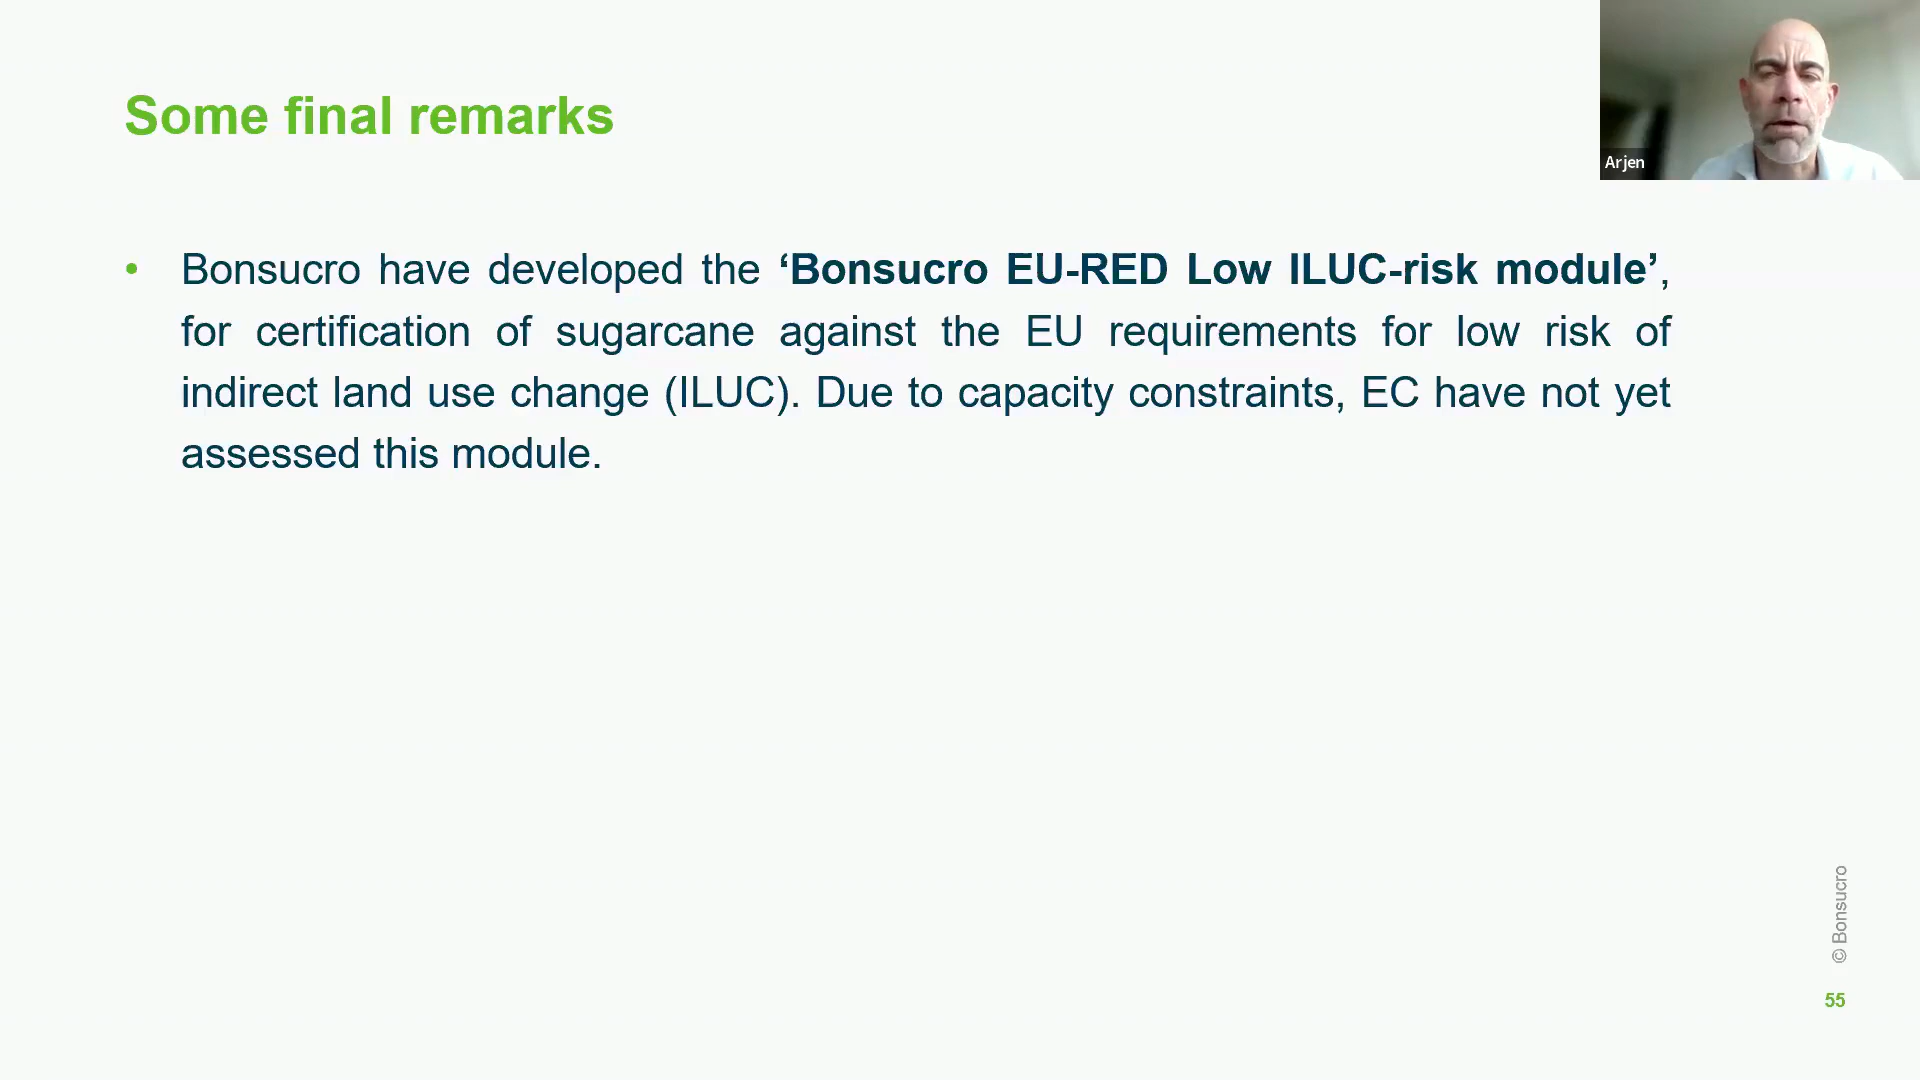 Some final remarks
Arjen
• Bonsucro have developed the ‘Bonsucro EU-RED Low ILUC-risk module’,
for certification of sugarcane against the EU requirements for low risk of
indirect land use change (ILUC). Due to capacity constraints, EC have not yet
assessed this module.
© Bonsucro
55